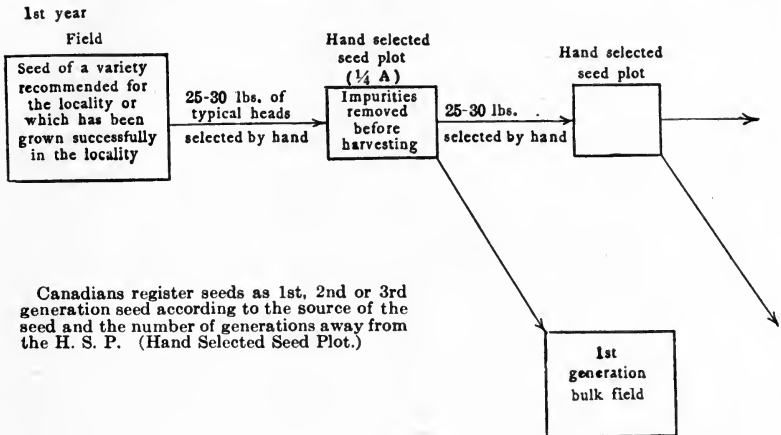 1st year
Field
Seed of a variety
recommended for
the locality or
which has been
grown successfully
in the locality
25-30 lbs. of
typical heads
selected by hand
Hand selected
seed plot
(¼ A)
Impurities
removed
before
harvesting
25-30 lbs.
selected by hand
Hand selected
seed plot
Canadians register seeds as 1st, 2nd or 3rd
generation seed according to the source of the
seed and the number of generations away from
the H. S. P. (Hand Selected Seed Plot.)
1st
generation
bulk field